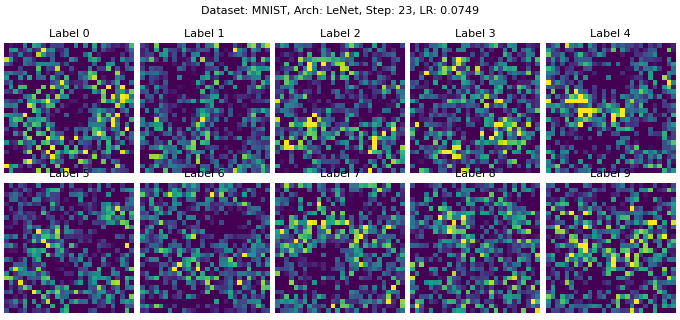 Dataset: MNIST, Arch: LeNet, Step: 23, LR: 0.0749
Label 0 Label 1 Label 2 Label 3 Label 4
Label 5 Label 6 Label 7 Label 8 Label 9